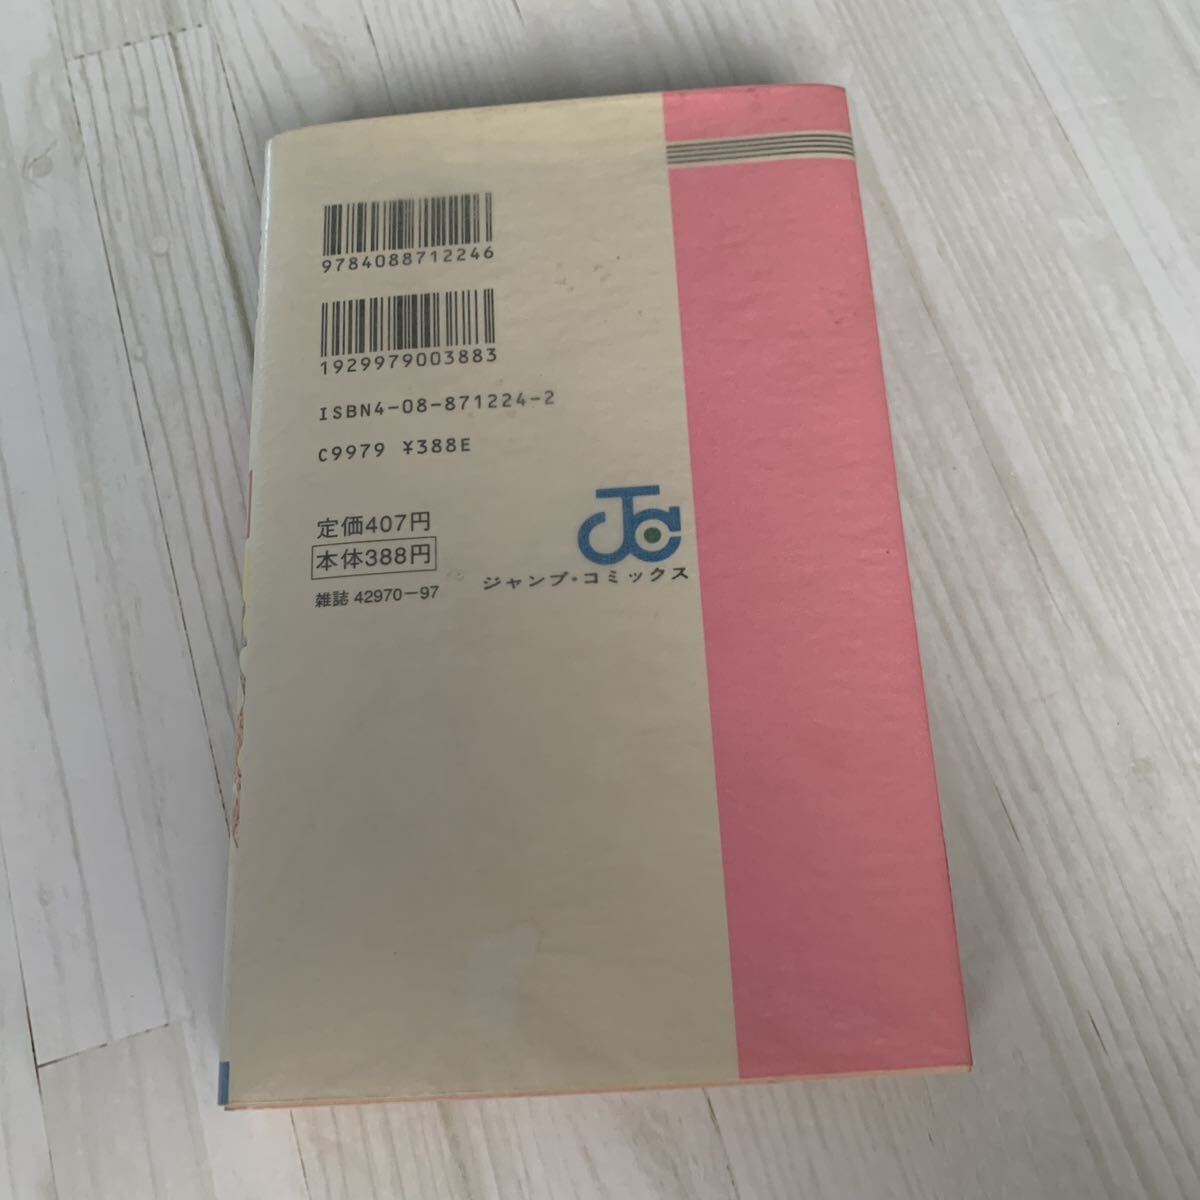 9784088712246
1929979003883
ISBN4-08-871224-2
C9979 ¥388E
定価407円
本体388円
雑誌 42970-97
ジャンプ・コミックス